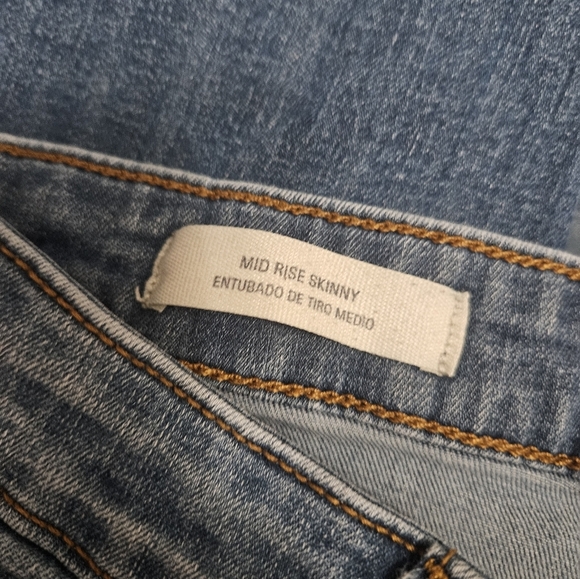 MID RISE SKINNY
ENTUBADO DE TIRO MEDIO